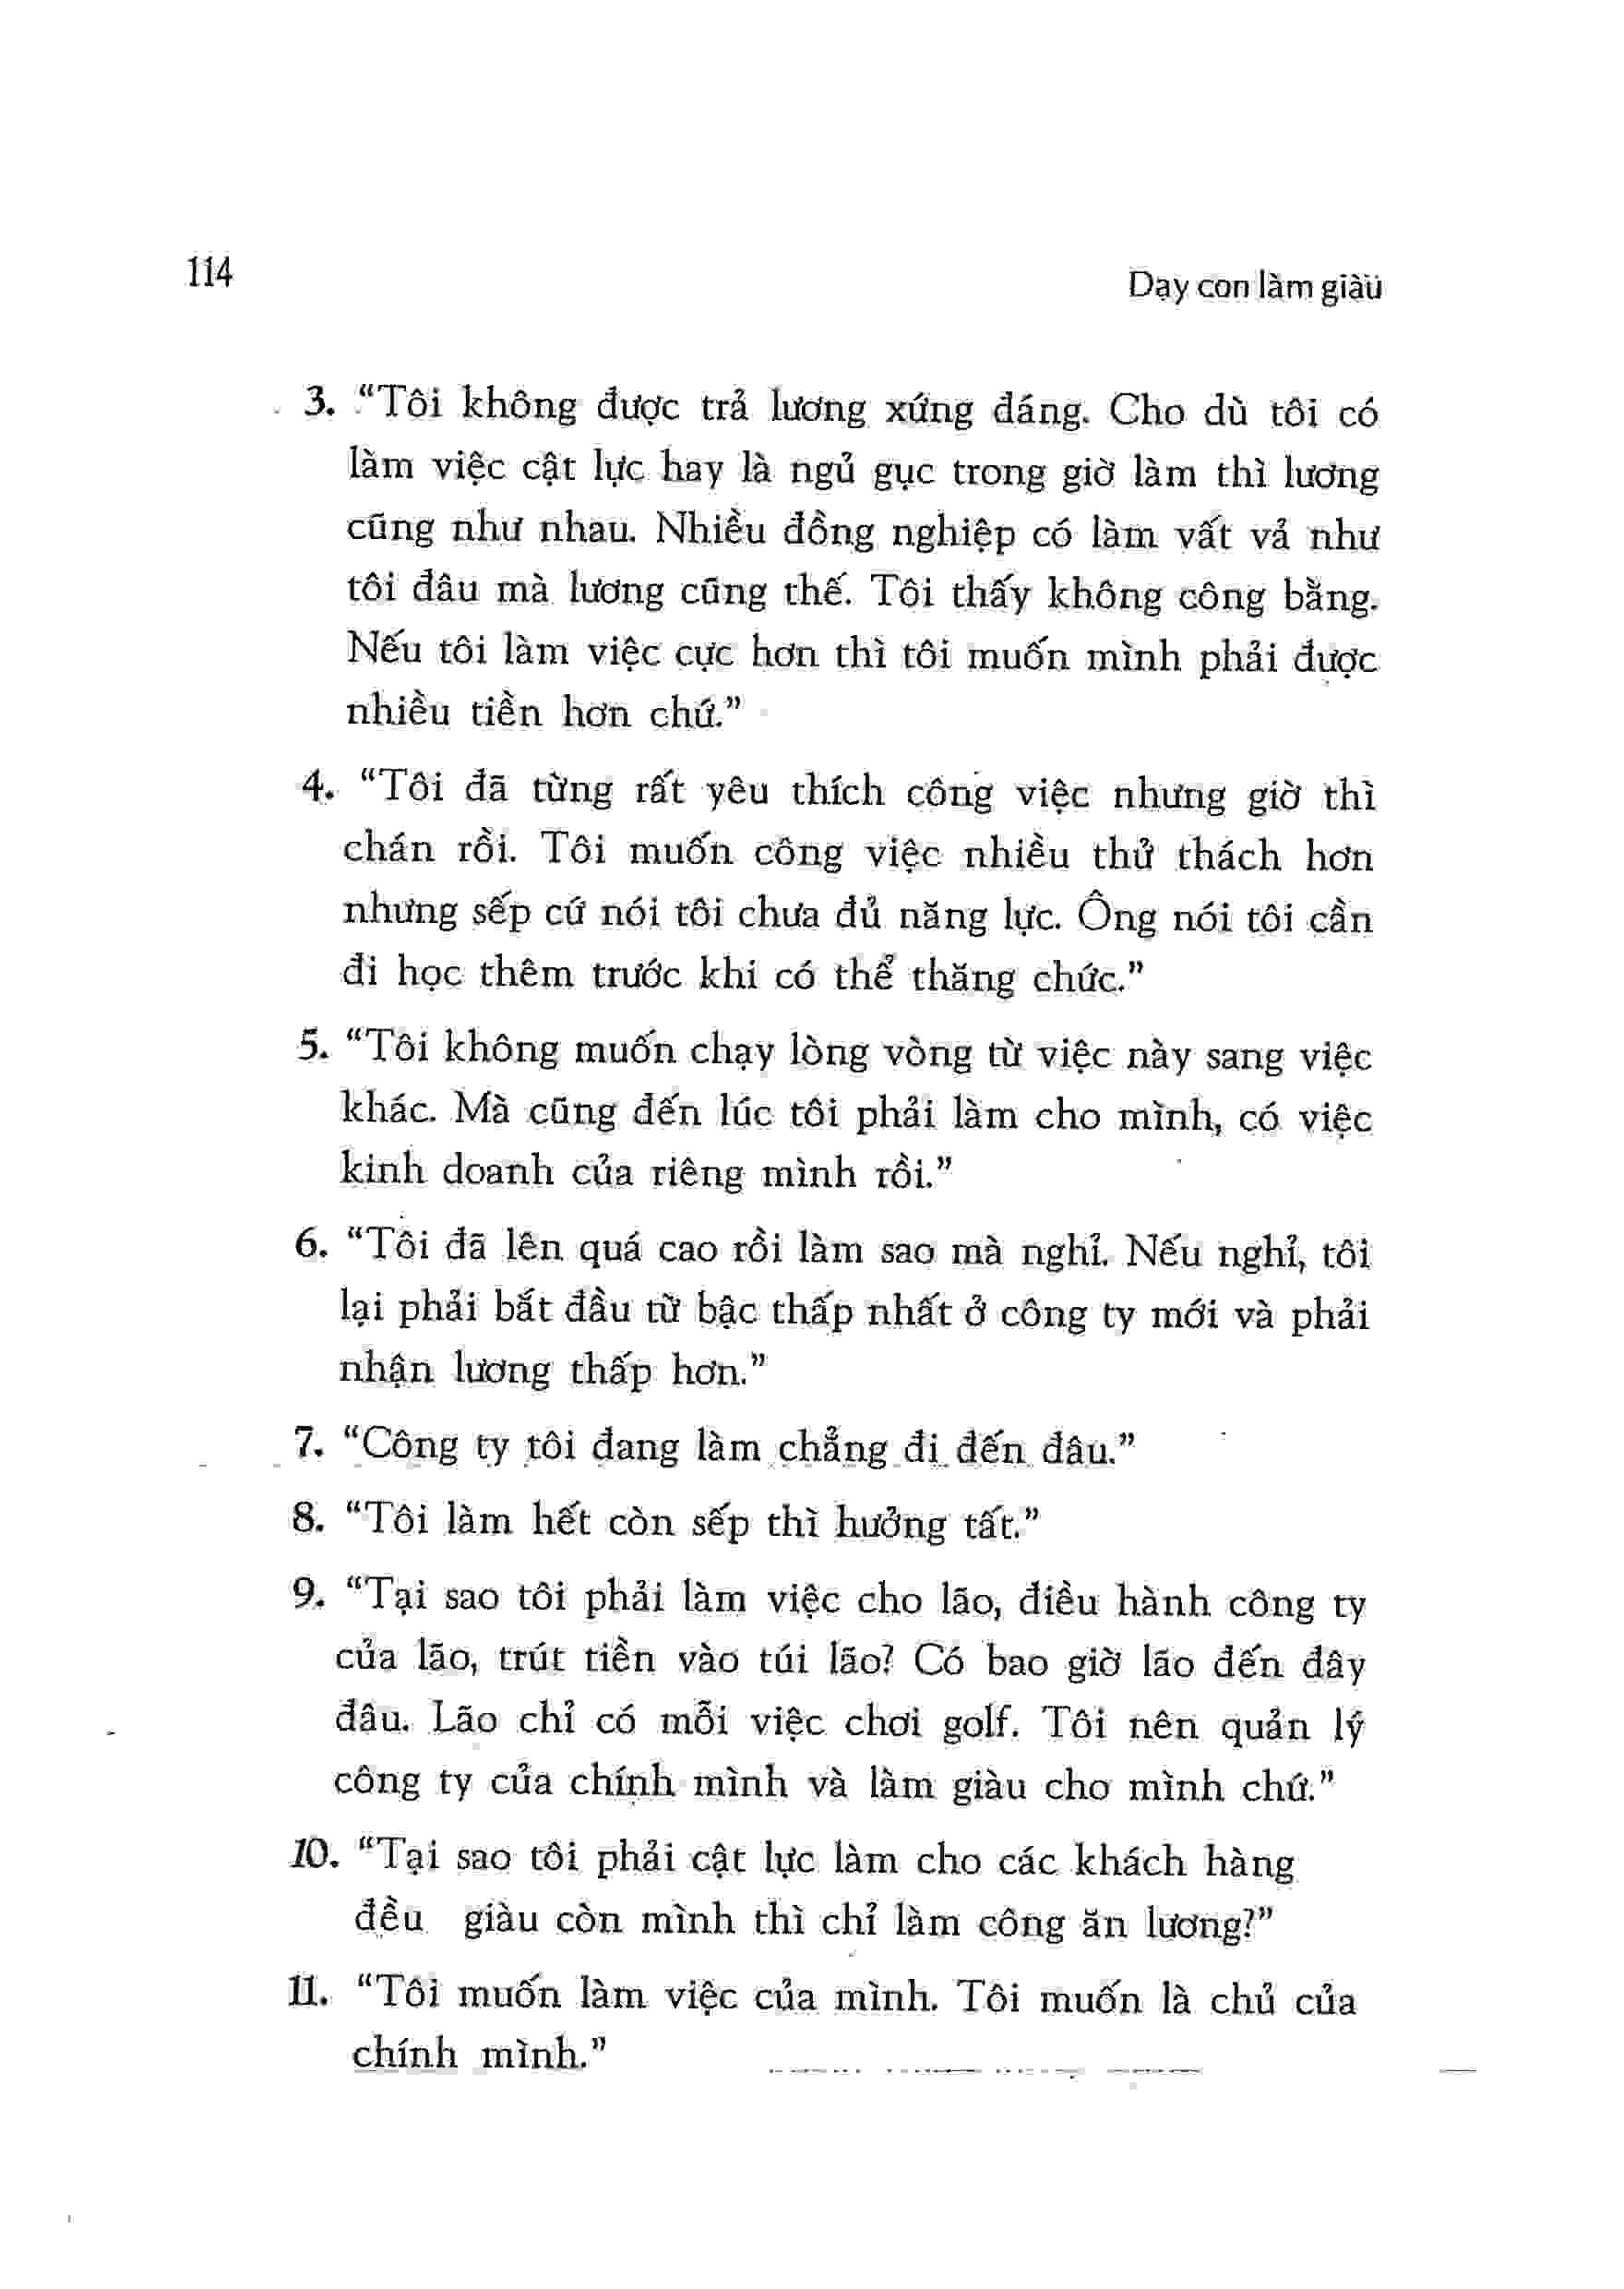 114
Dạy con làm giàu
3. “Tôi không được trả lương xứng đáng. Cho dù tôi có
làm việc cật lực hay là ngủ gục trong giờ làm thì lương
cũng như nhau. Nhiều đồng nghiệp có làm vất vả như
tôi đâu mà lương cũng thế. Tôi thấy không công bằng.
Nếu tôi làm việc cực hơn thì tôi muốn mình phải được
nhiều tiền hơn chứ.”
4. “Tôi đã từng rất yêu thích công việc nhưng giờ thì
chán rồi. Tôi muốn công việc nhiều thử thách hơn
nhưng sếp cứ nói tôi chưa đủ năng lực. Ông nói tôi cần
đi học thêm trước khi có thể thăng chức.”
5. “Tôi không muốn chạy lòng vòng từ việc này sang việc
khác. Mà cũng đến lúc tôi phải làm cho mình, có việc
kinh doanh của riêng mình rồi.”
6. “Tôi đã lên quá cao rồi làm sao mà nghỉ. Nếu nghỉ, tôi
lại phải bắt đầu từ bậc thấp nhất ở công ty mới và phải
nhận lương thấp hơn.”
7. “Công ty tôi đang làm chẳng đi đến đâu.”
8. “Tôi làm hết còn sếp thì hưởng tất.”
9. “Tại sao tôi phải làm việc cho lão, điều hành công ty
của lão, trút tiền vào túi lão? Có bao giờ lão đến đây
đâu. Lão chỉ có mỗi việc chơi golf. Tôi nên quản lý
công ty của chính mình và làm giàu cho mình chứ.”
10. “Tại sao tôi phải cật lực làm cho các khách hàng
đều giàu còn mình thì chỉ làm công ăn lương?”
11. “Tôi muốn làm việc của mình. Tôi muốn là chủ của
chính mình.”